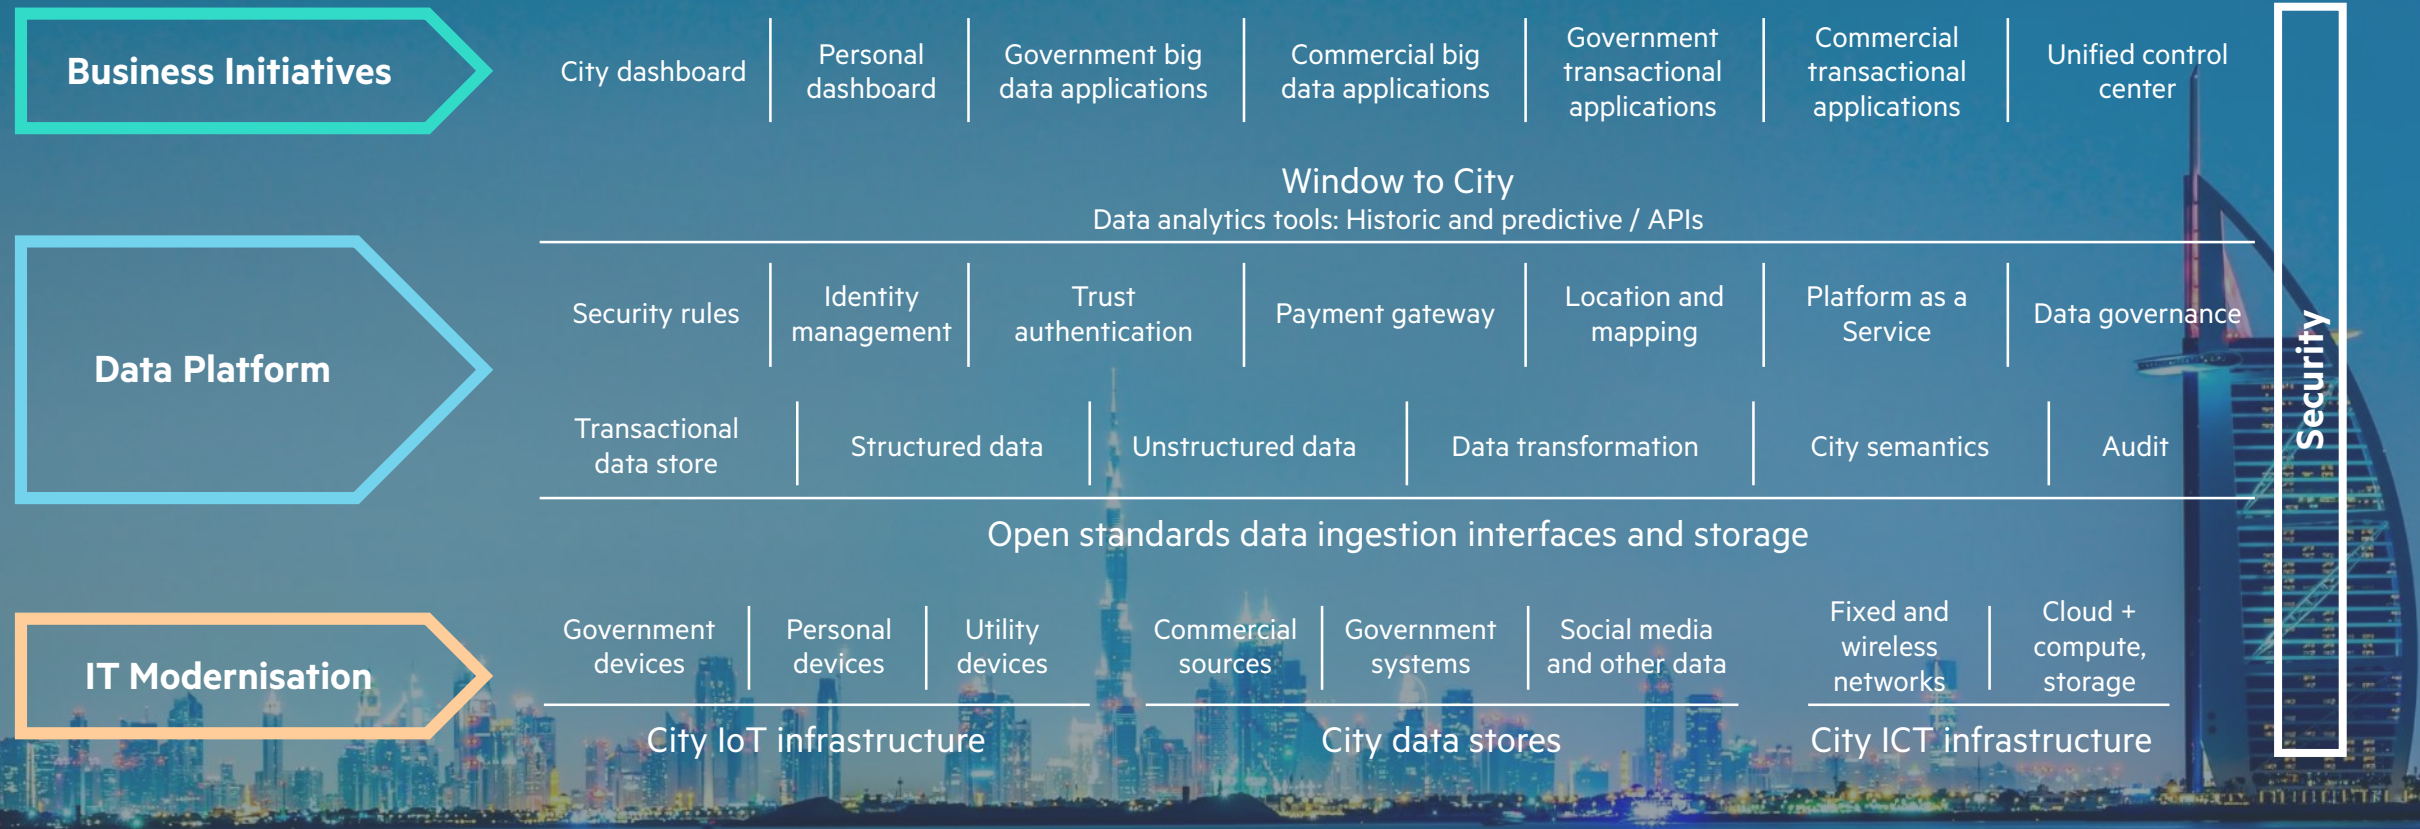 Business Initiatives
City dashboard
Personal
dashboard
Government big
data applications
Commercial big
data applications
Government
transactional
applications
Commercial
transactional
applications
Unified control
center
Window to City
Data analytics tools: Historic and predictive / APIs
Data Platform
Security rules
Identity
management
Trust
authentication
Payment gateway
Location and
mapping
Platform as a
Service
Data governance
Transactional
data store
Structured data
Unstructured data
Data transformation
City semantics
Audit
Open standards data ingestion interfaces and storage
IT Modernisation
Government
devices
Personal
devices
Utility
devices
City IoT infrastructure
Commercial
sources
Government
systems
Social media
and other data
City data stores
Fixed and
wireless
networks
Cloud +
compute,
storage
City ICT infrastructure
Security